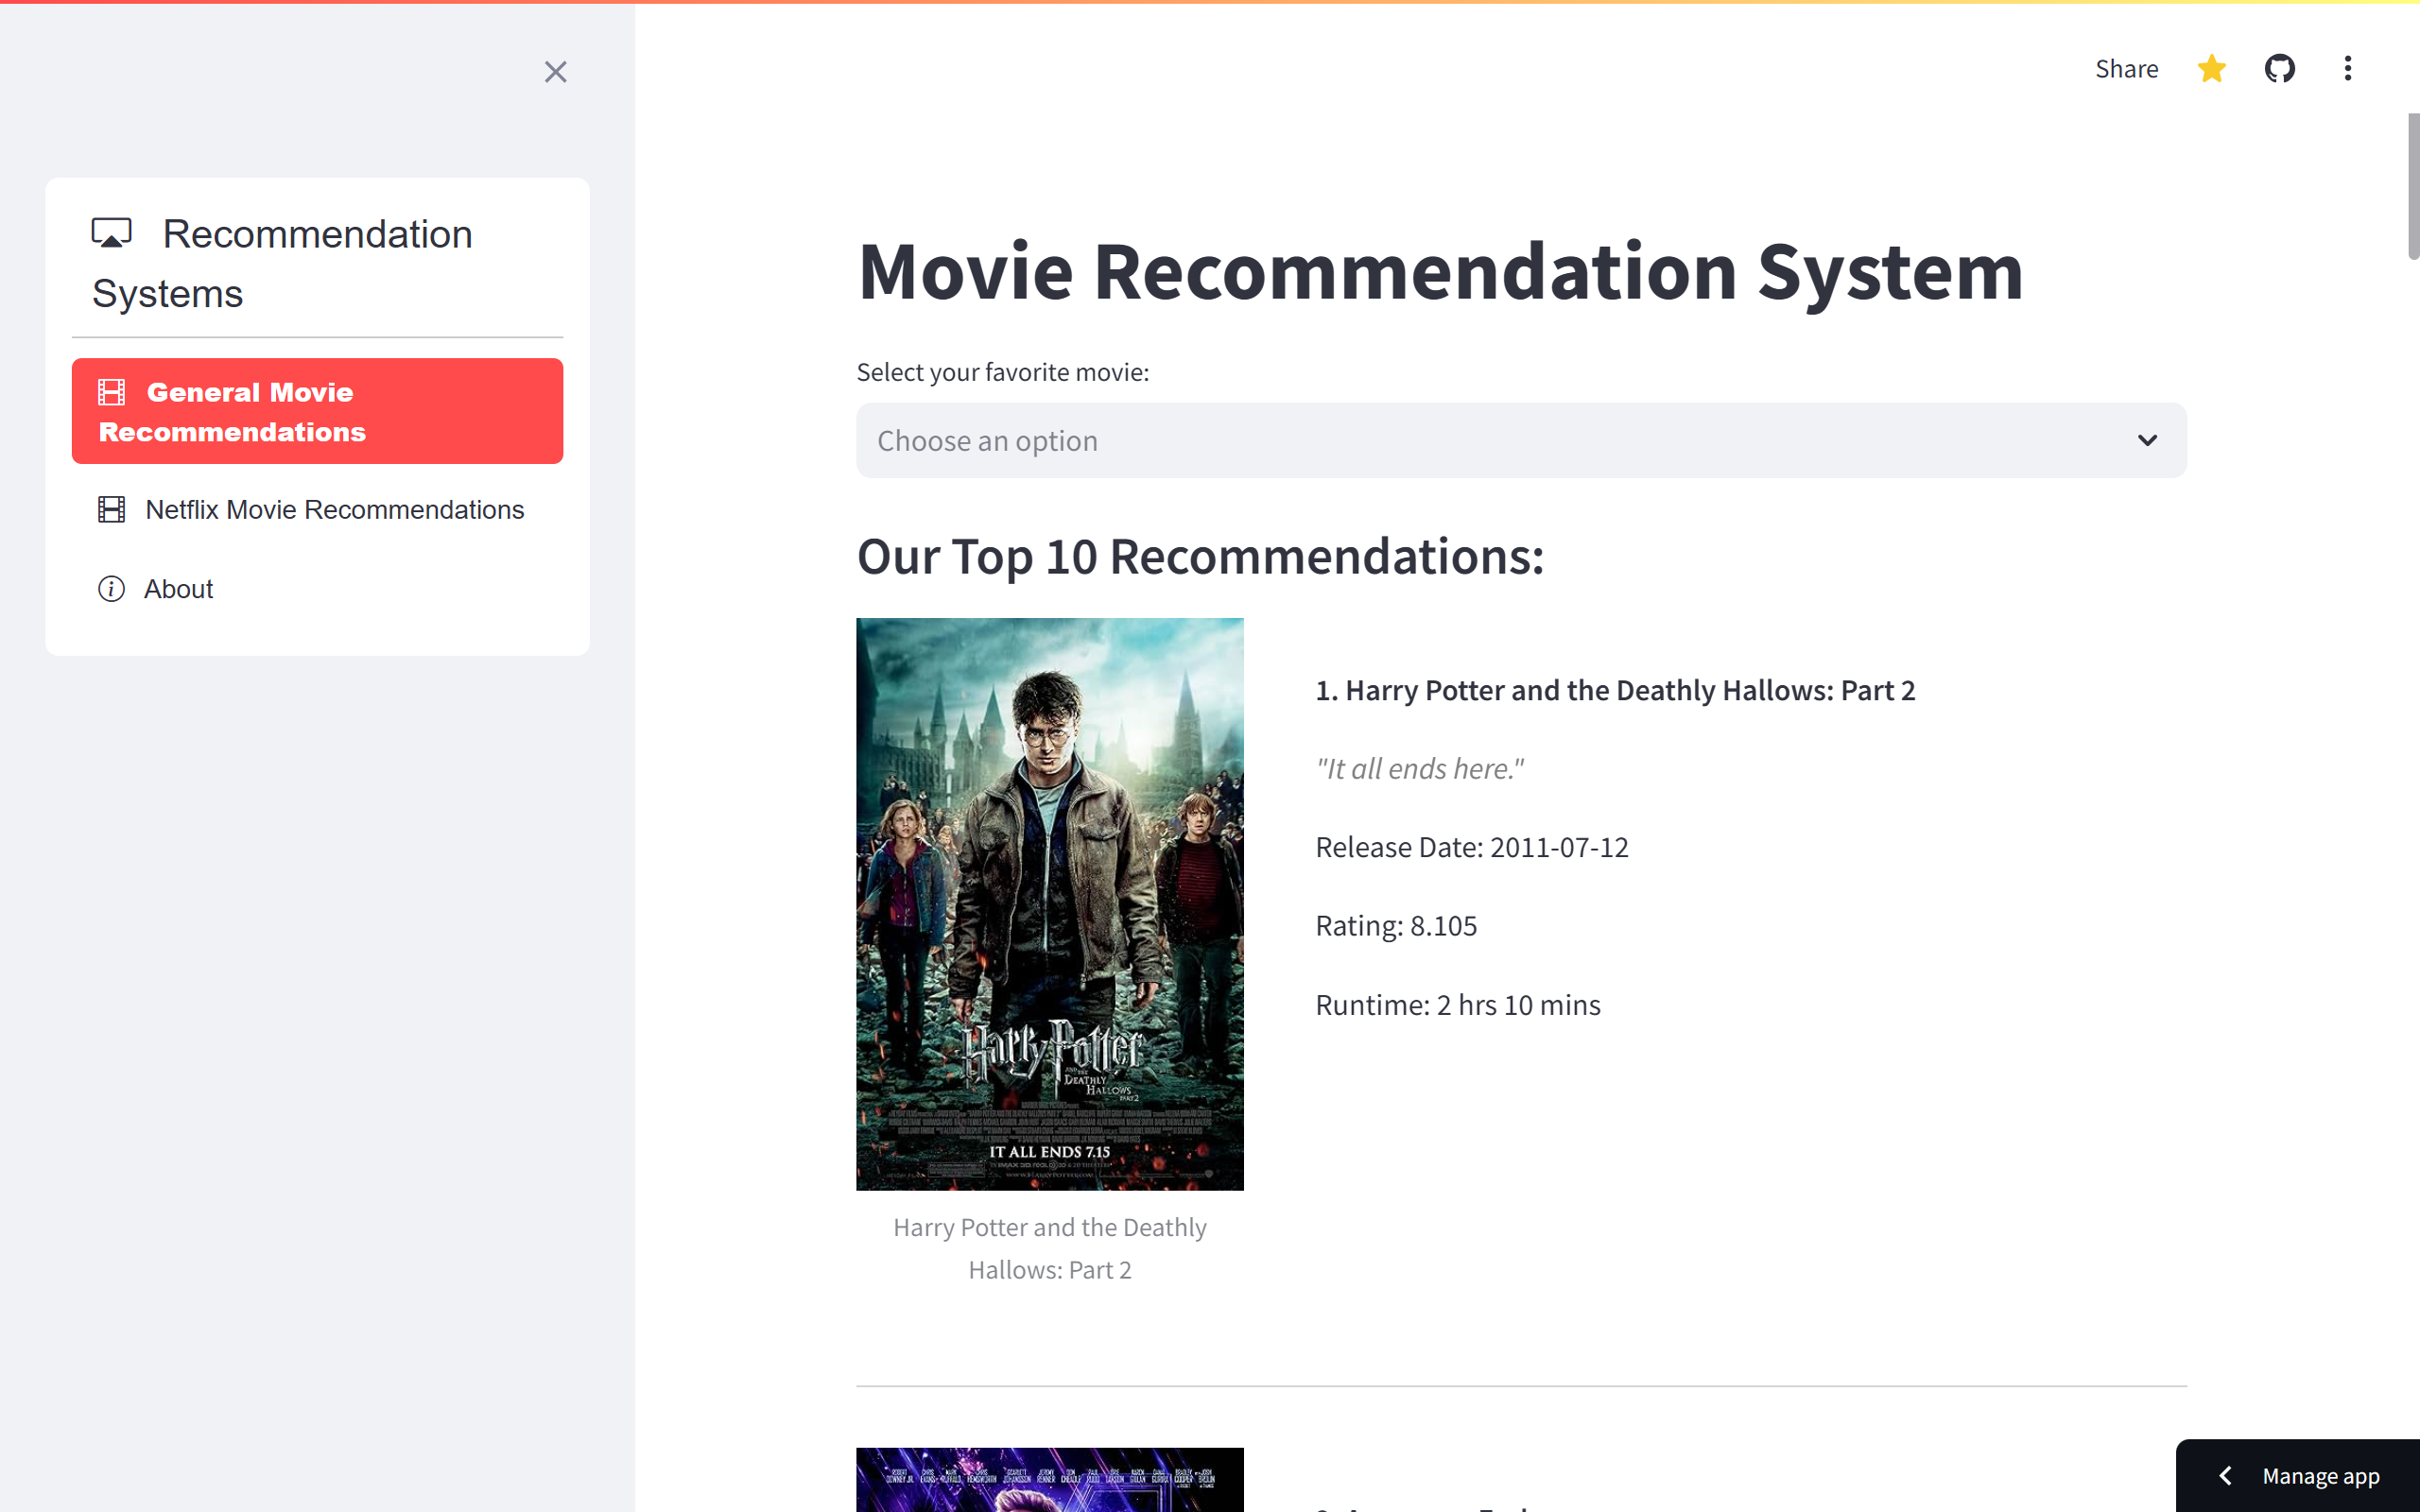 Share
Recommendation
Systems
General Movie
Recommendations
Netflix Movie Recommendations
About
Movie Recommendation System
Select your favorite movie:
Choose an option
Our Top 10 Recommendations:
Harry Potter
AND THE
DEATHLY
HALLOWS
PART 2
IT ALL ENDS 7.15
Harry Potter and the Deathly
Hallows: Part 2
1. Harry Potter and the Deathly Hallows: Part 2
"It all ends here."
Release Date: 2011-07-12
Rating: 8.105
Runtime: 2 hrs 10 mins
Manage app